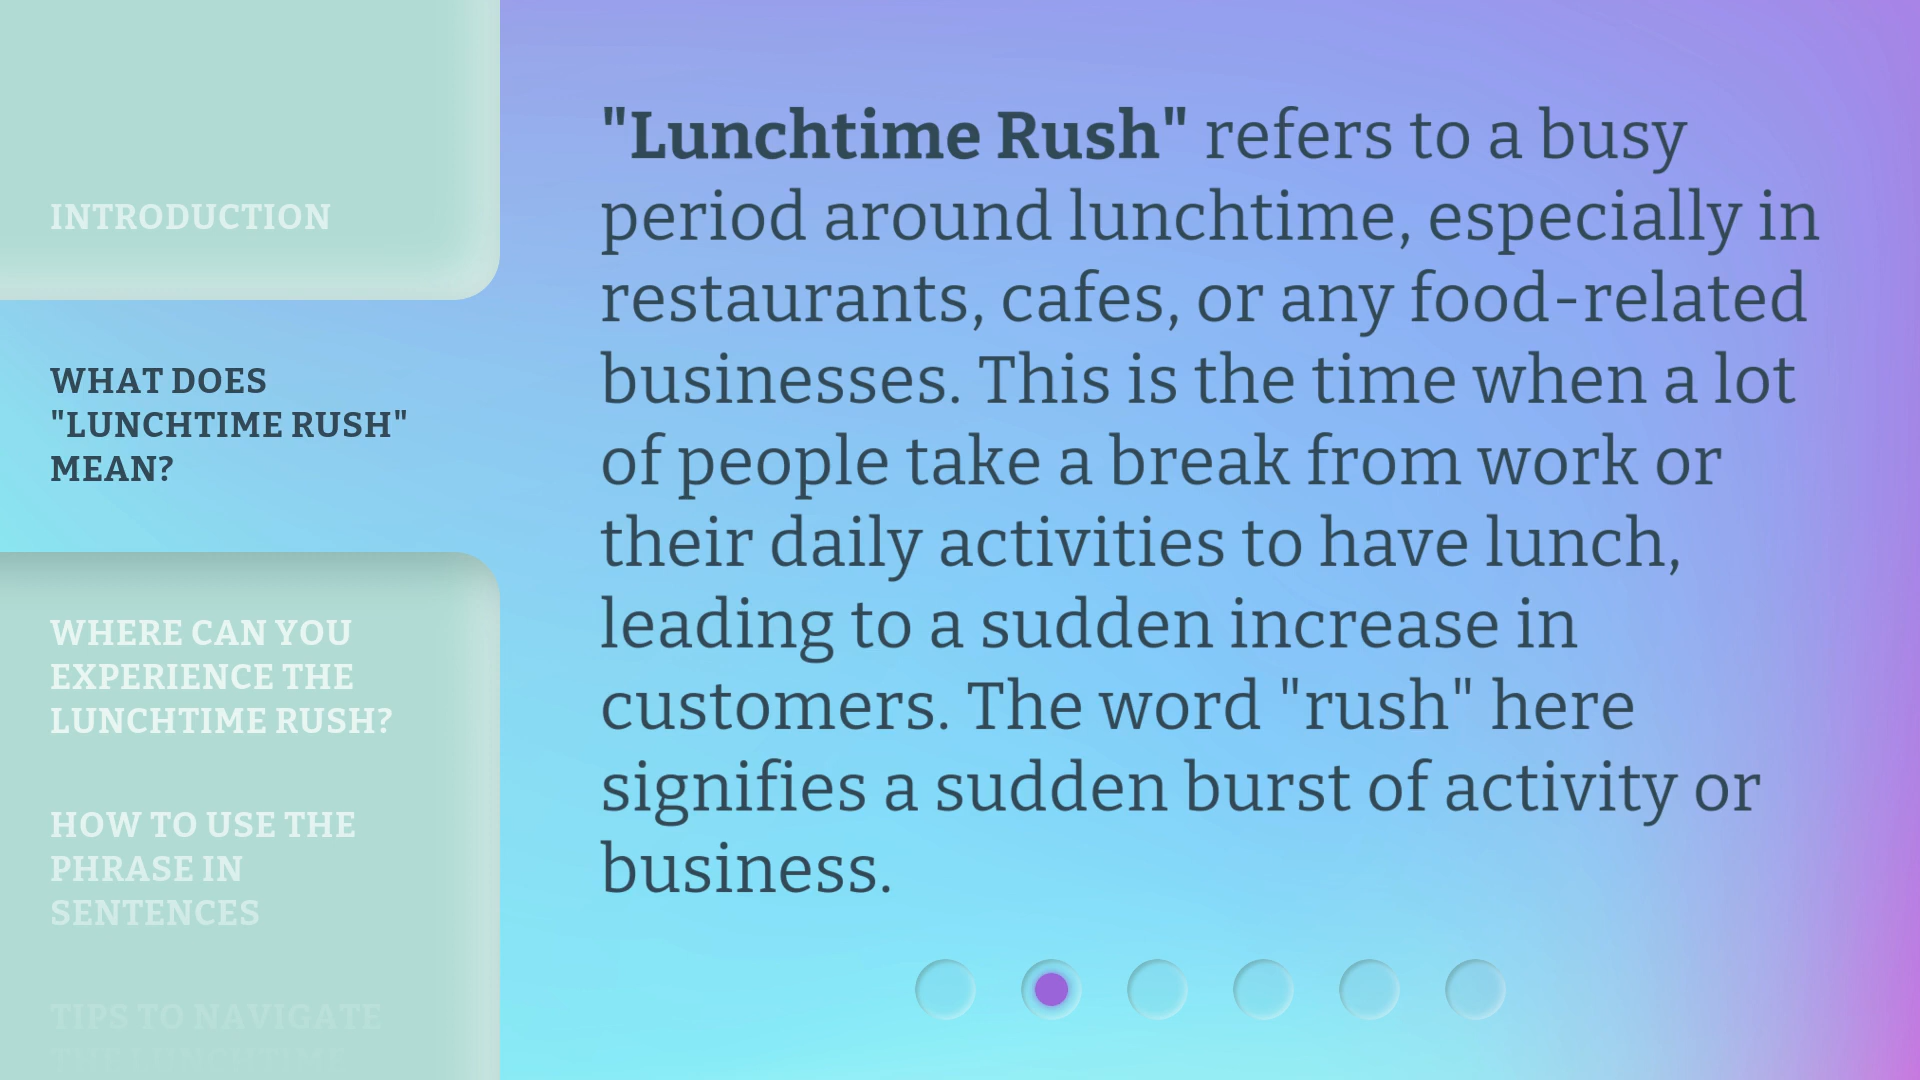 INTRODUCTION
WHAT DOES
"LUNCHTIME RUSH"
MEAN?
WHERE CAN YOU
EXPERIENCE THE
LUNCHTIME RUSH?
HOW TO USE THE
PHRASE IN
SENTENCES
TIPS TO NAVIGATE
THE LUNCHTIME
"Lunchtime Rush" refers to a busy
period around lunchtime, especially in
restaurants, cafes, or any food-related
businesses. This is the time when a lot
of people take a break from work or
their daily activities to have lunch,
leading to a sudden increase in
customers. The word "rush" here
signifies a sudden burst of activity or
business.